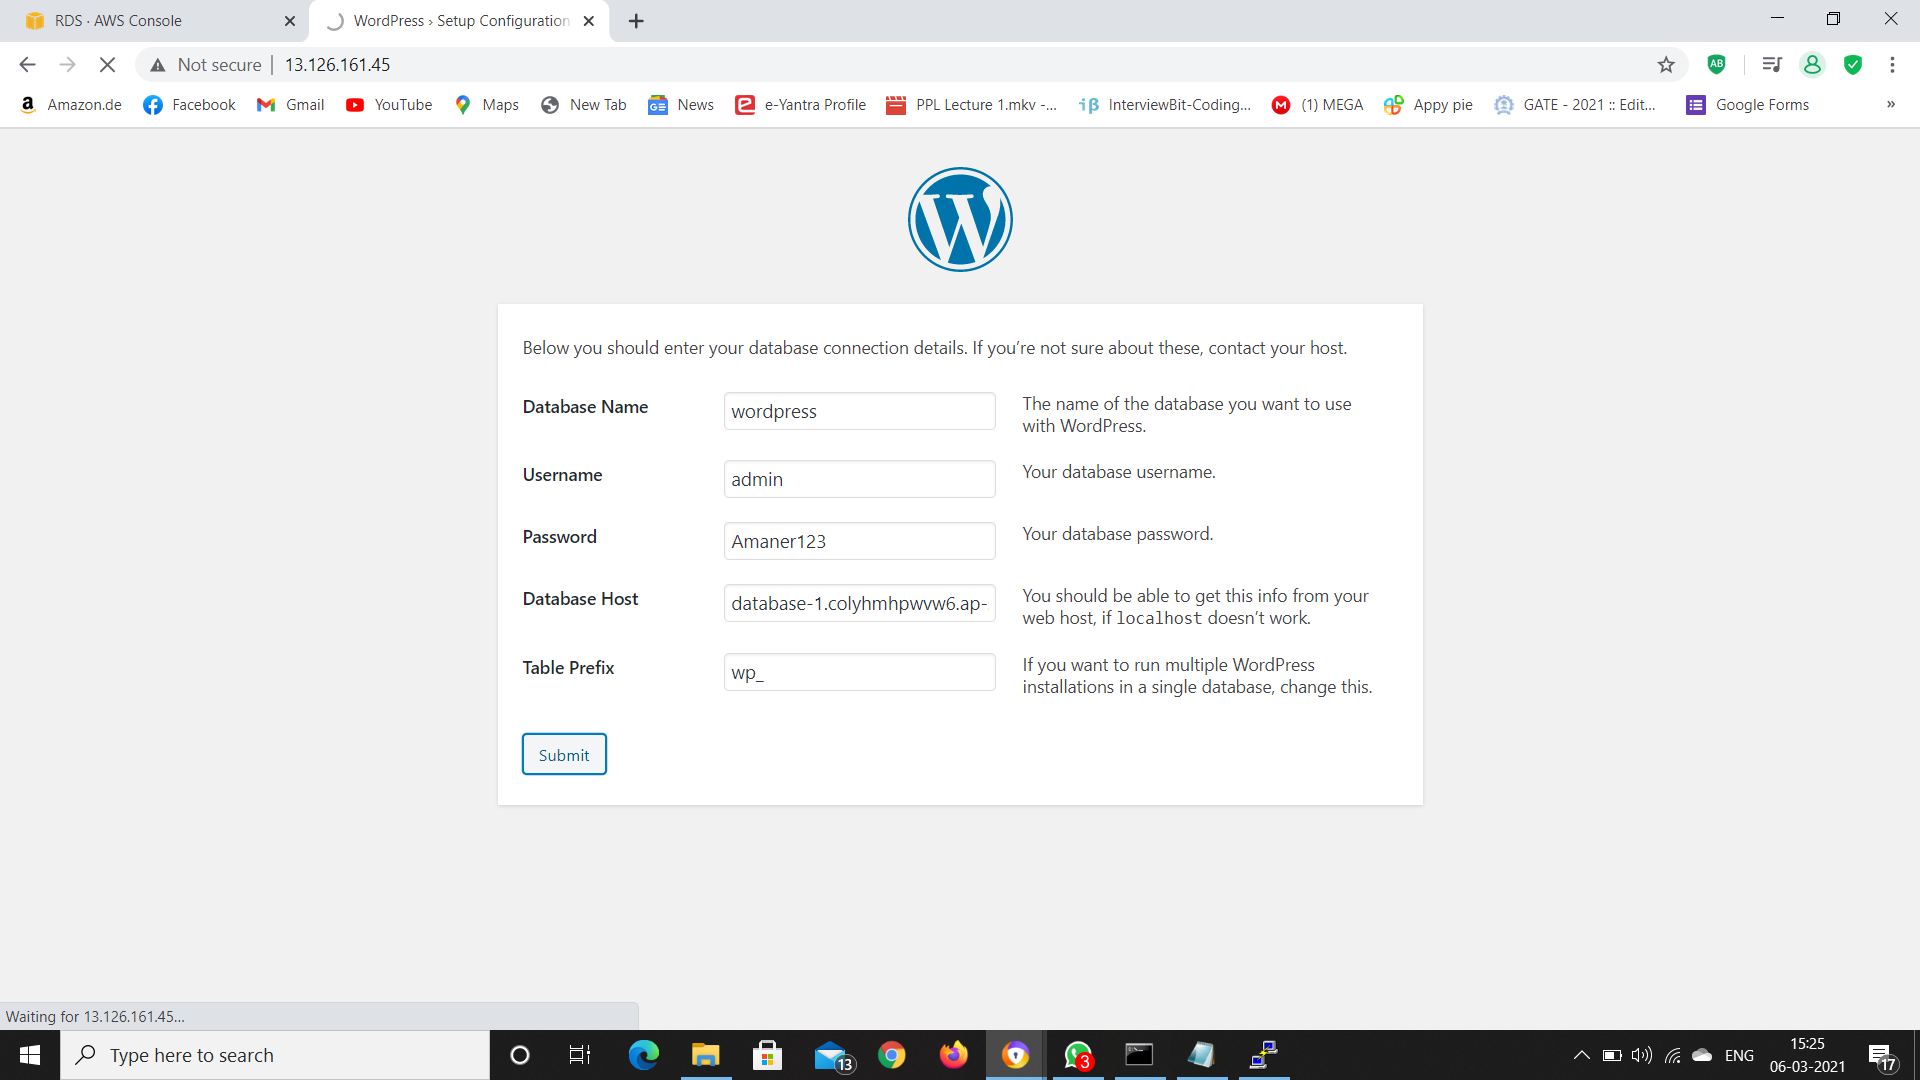 RDS · AWS Console
WordPress › Setup Configuration
Not secure
13.126.161.45
AB
a Amazon.de
Facebook
Gmail
YouTube
Maps
New Tab
GE News
e-Yantra Profile
PPL Lecture 1.mkv -...
iβ InterviewBit-Coding...
M (1) MEGA
Appy pie
GATE - 2021 :: Edit...
Google Forms
»
W
Below you should enter your database connection details. If you’re not sure about these, contact your host.
Database Name
wordpress
The name of the database you want to use
with WordPress.
Username
admin
Your database username.
Password
Amaner123
Your database password.
Database Host
database-1.colyhmhpwvw6.ap-
You should be able to get this info from your
web host, if localhost doesn’t work.
Table Prefix
wp_
If you want to run multiple WordPress
installations in a single database, change this.
Submit
Waiting for 13.126.161.45...
Type here to search
13
3
ENG
15:25
06-03-2021
17